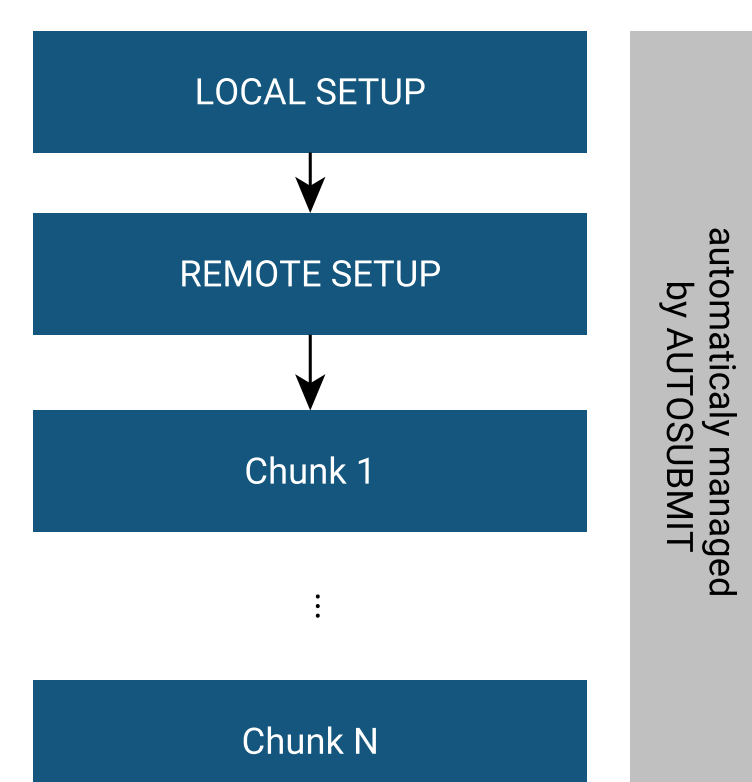 LOCAL SETUP
REMOTE SETUP
Chunk 1
⋮
Chunk N
automaticaly managed
by AUTOSUBMIT